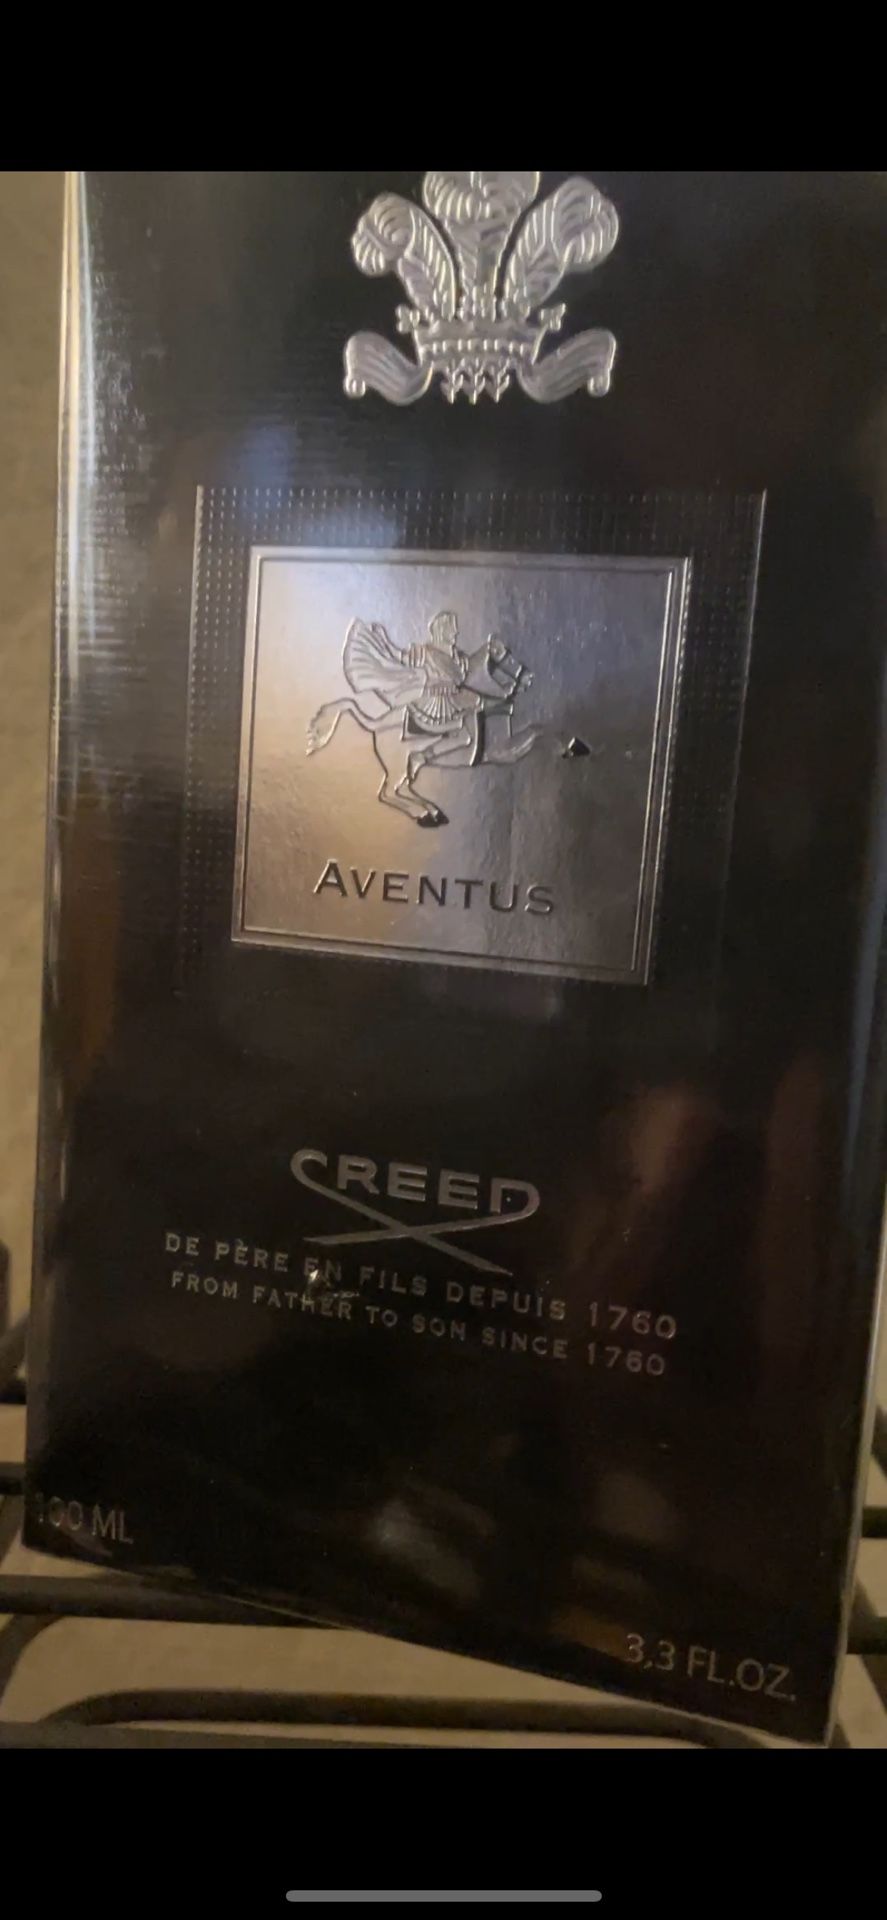 AVENTUS
CREED
DE PÈRE EN FILS DEPUIS 1760
FROM FATHER TO SON SINCE 1760
100 ML
3,3 FL.OZ.